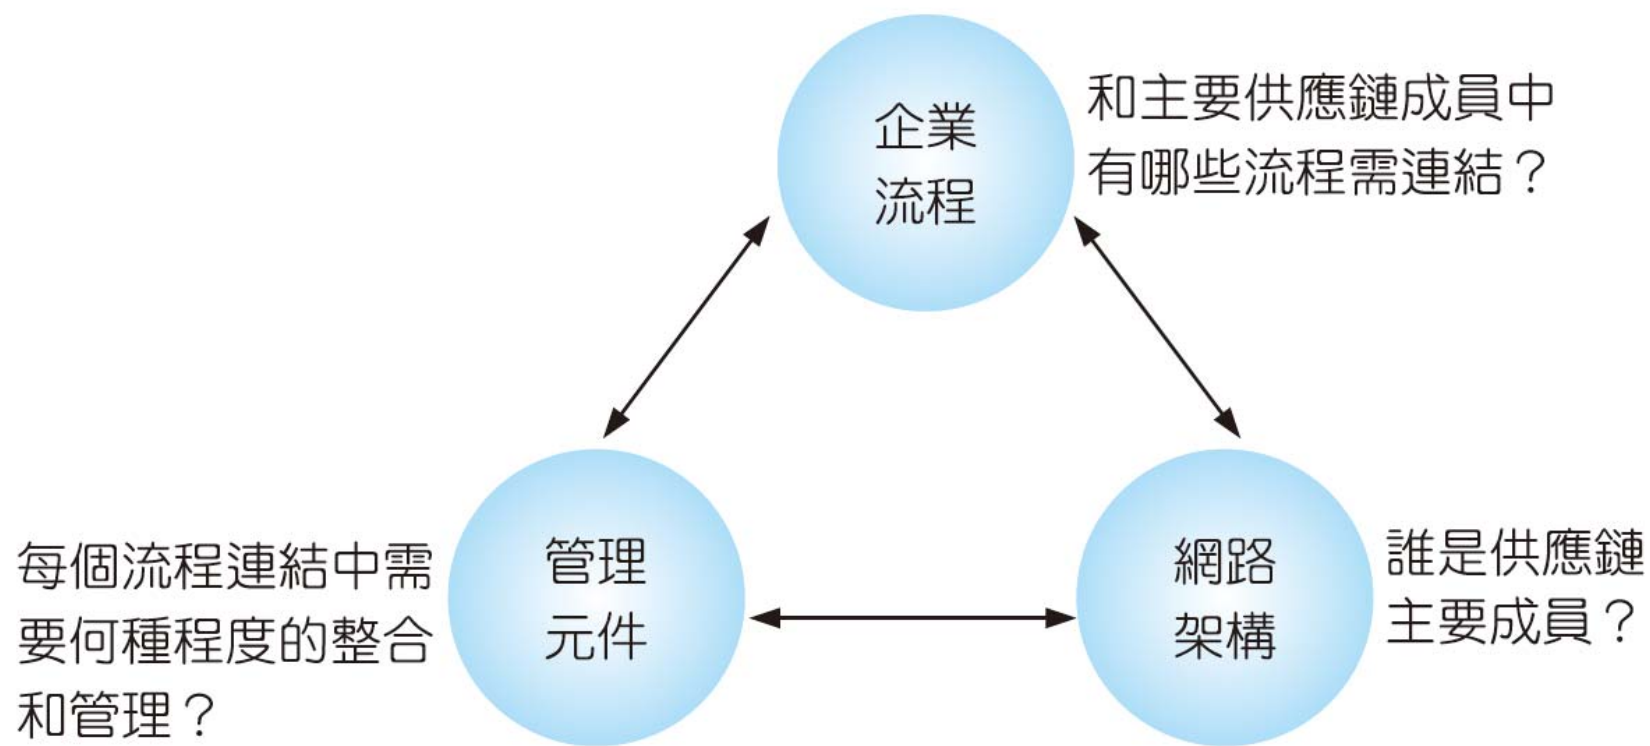 企業
流程
和主要供應鏈成員中
有哪些流程需連結？
管理
元件
每個流程連結中需
要何種程度的整合
和管理？
網路
架構
誰是供應鏈
主要成員？